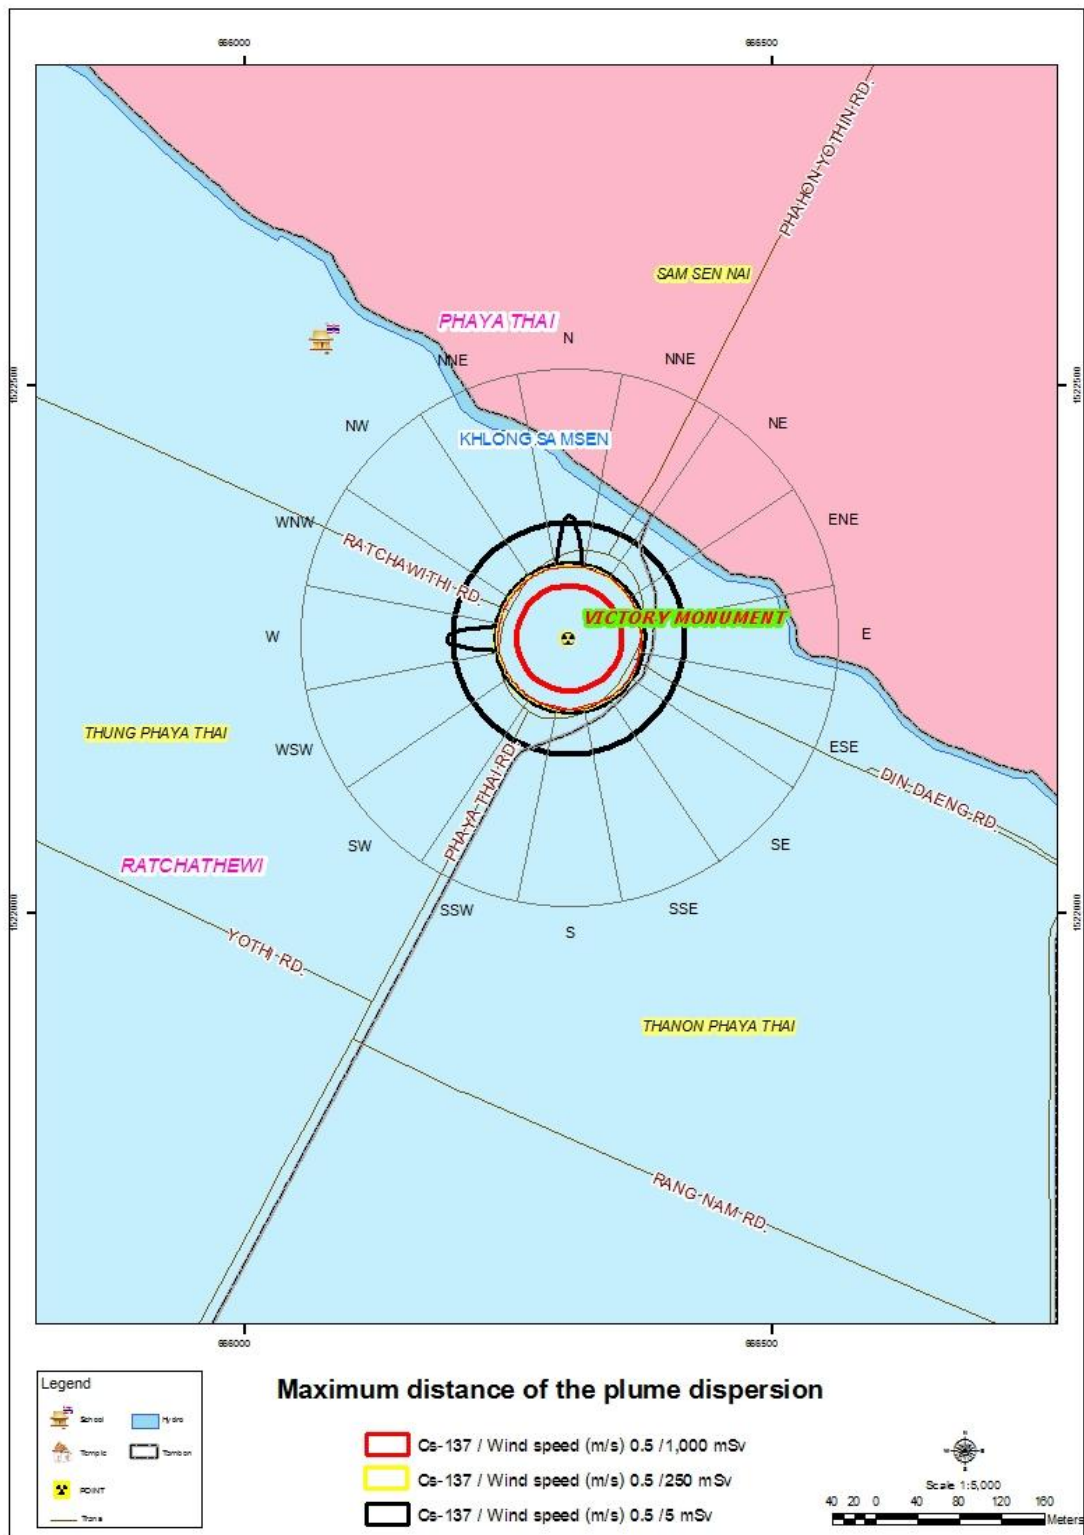 666000
666500
PHAHON-YOTHIN-RD.
SAM SEN NAI
PHAYA THAI
N
NNE
NNE
1522500
1522500
NW
NE
KHLONG SAMSEN
WNW
ENE
RATCHAWITHI RD.
VICTORY MONUMENT
W
E
THUNG PHAYA THAI
WSW
ESE
PHAYA-THAI-RD.
DIN-DAENG-RD.
SW
SE
RATCHATHEWI
SSW
SSE
1522000
1522000
S
YOTHI-RD.
THANON PHAYA THAI
RANG-NAM-RD.
666000
666500
Legend
School
Hydro
Temple
Tambon
POINT
Trans
Maximum distance of the plume dispersion
Cs-137 / Wind speed (m/s) 0.5 /1,000 mSv
Cs-137 / Wind speed (m/s) 0.5 /250 mSv
Cs-137 / Wind speed (m/s) 0.5 /5 mSv
Scale 1:5,000
40 20 0 40 80 120 160
Meters